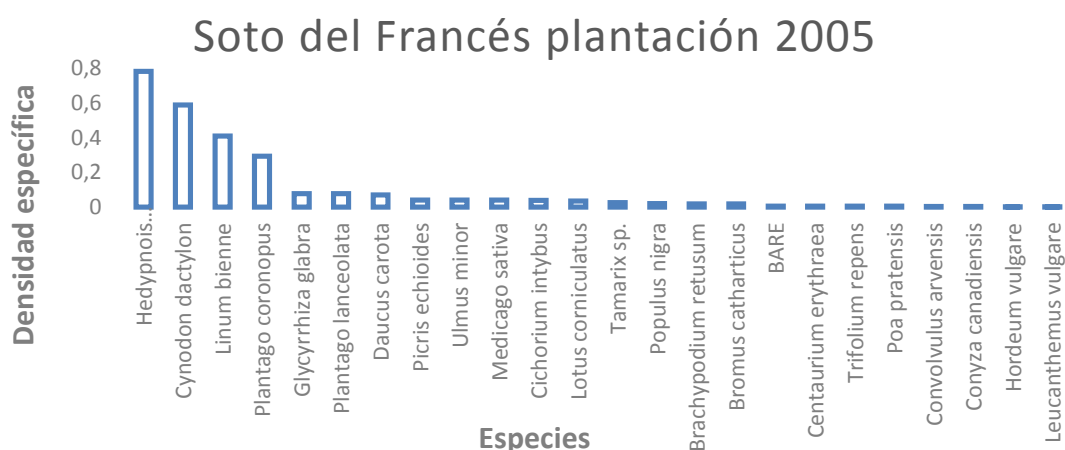 Soto del Francés plantación 2005
Densidad específica
0,8
0,6
0,4
0,2
0
Hedypnois...
Cynodon dactylon
Linum bienne
Plantago coronopus
Glycyrrhiza glabra
Plantago lanceolata
Daucus carota
Picris echioides
Ulmus minor
Medicago sativa
Cichorium intybus
Lotus corniculatus
Tamarix sp.
Populus nigra
Brachypodium retusum
Bromus catharticus
BARE
Centaurium erythraea
Trifolium repens
Poa pratensis
Convolvulus arvensis
Conyza canadiensis
Hordeum vulgare
Leucanthemus vulgare
Especies